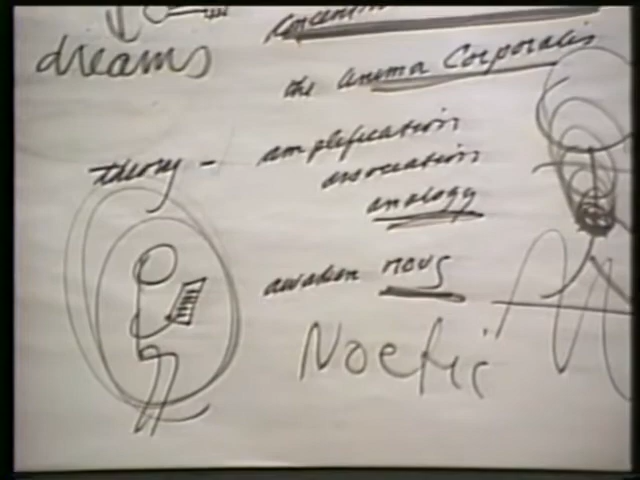 dreams
the Anima Corporalis
theory - amplification
association
analogy
awaken nous
Noetic